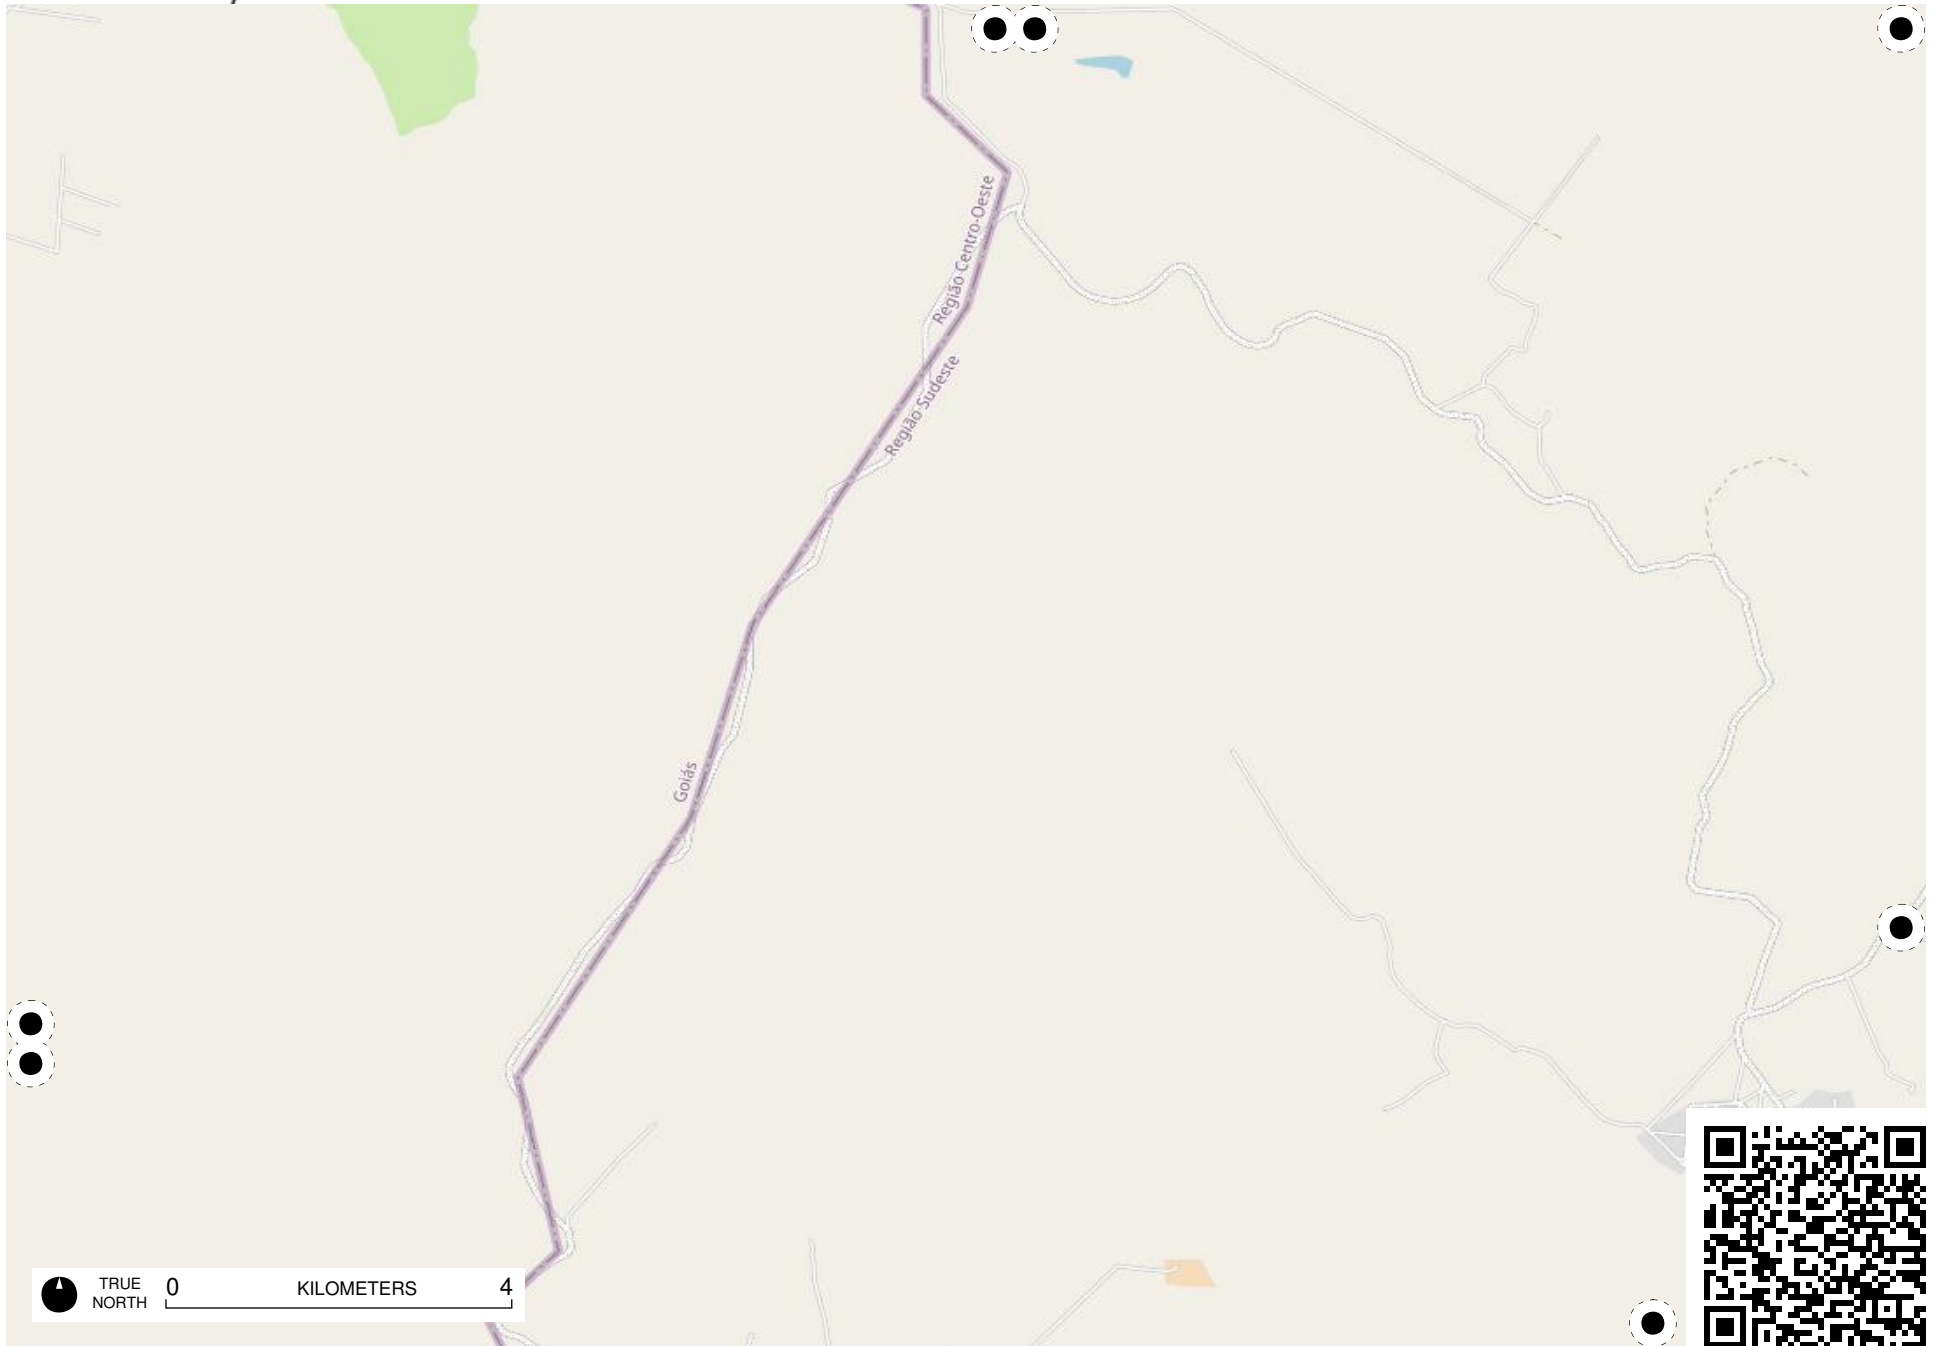 Região Centro-Oeste
Região Sudeste
Goiás
TRUE
NORTH
0 KILOMETERS 4